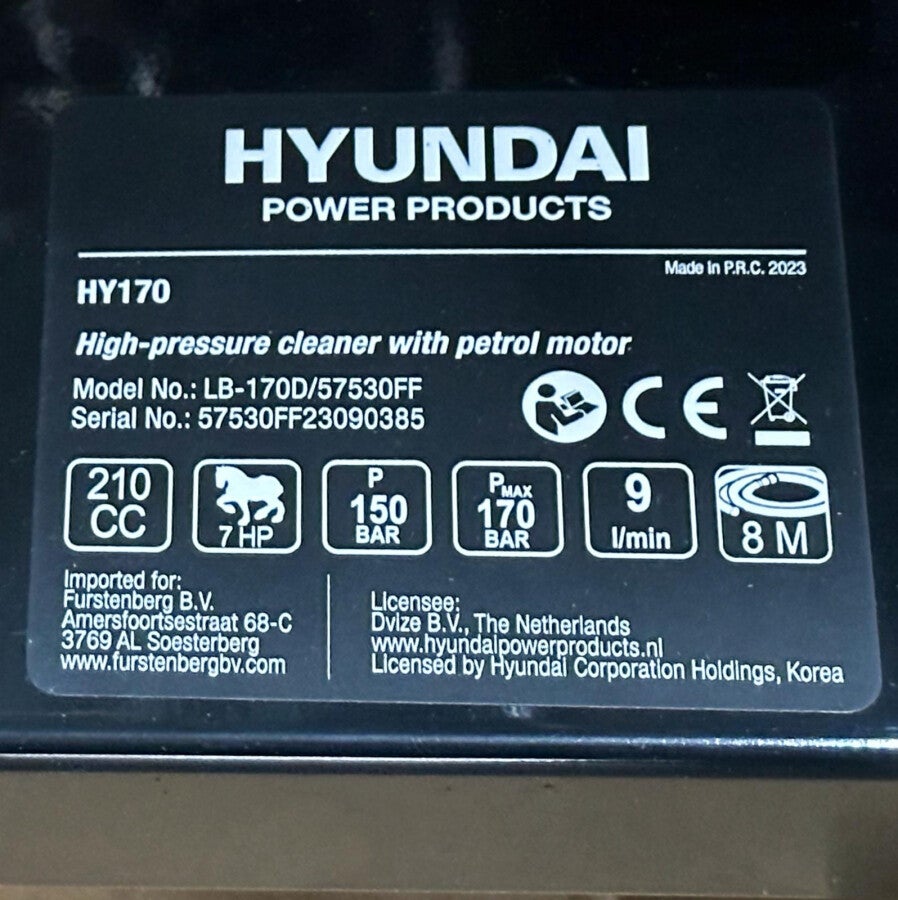 HYUNDAI
POWER PRODUCTS
Made In P.R.C. 2023
HY170
High-pressure cleaner with petrol motor
Model No.: LB-170D/57530FF
Serial No.: 57530FF23090385
CE
210
CC
7 HP
P
150
BAR
PMAX
170
BAR
9
l/min
8 M
Imported for:
Furstenberg B.V.
Amersfoortsestraat 68-C
3769 AL Soesterberg
www.furstenbergbv.com
Licensee:
Dvize B.V., The Netherlands
www.hyundaipowerproducts.nl
Licensed by Hyundai Corporation Holdings, Korea